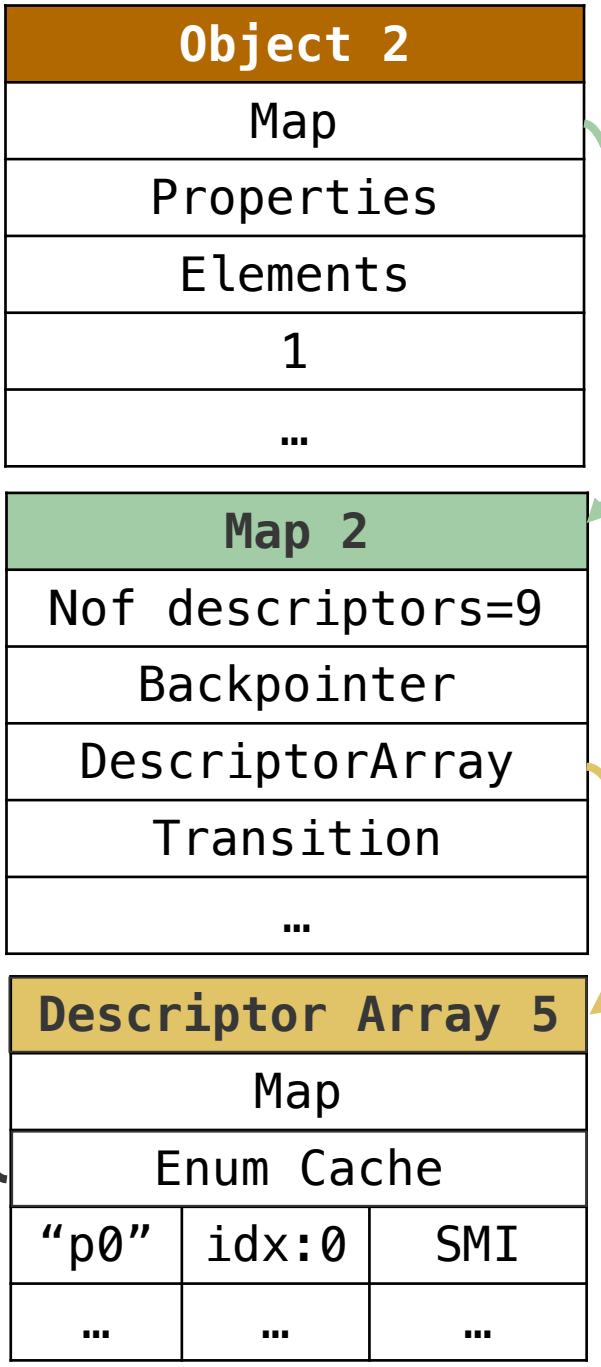 Object 2
Map
Properties
Elements
1
…
Map 2
Nof descriptors=9
Backpointer
DescriptorArray
Transition
…
Descriptor Array 5
Map
Enum Cache
“p0” idx:0 SMI
… … …